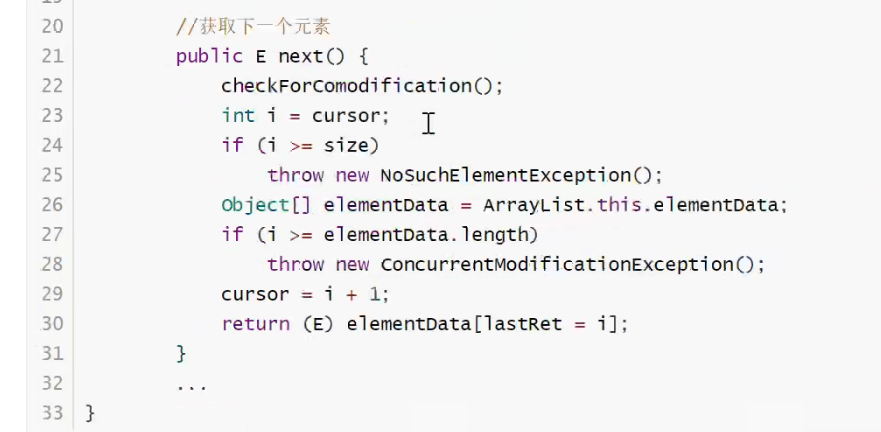 20 //获取下一个元素
21 public E next() {
22 checkForComodification();
23 int i = cursor;
24 if (i >= size)
25 throw new NoSuchElementException();
26 Object[] elementData = ArrayList.this.elementData;
27 if (i >= elementData.length)
28 throw new ConcurrentModificationException();
29 cursor = i + 1;
30 return (E) elementData[lastRet = i];
31 }
32 ...
33 }